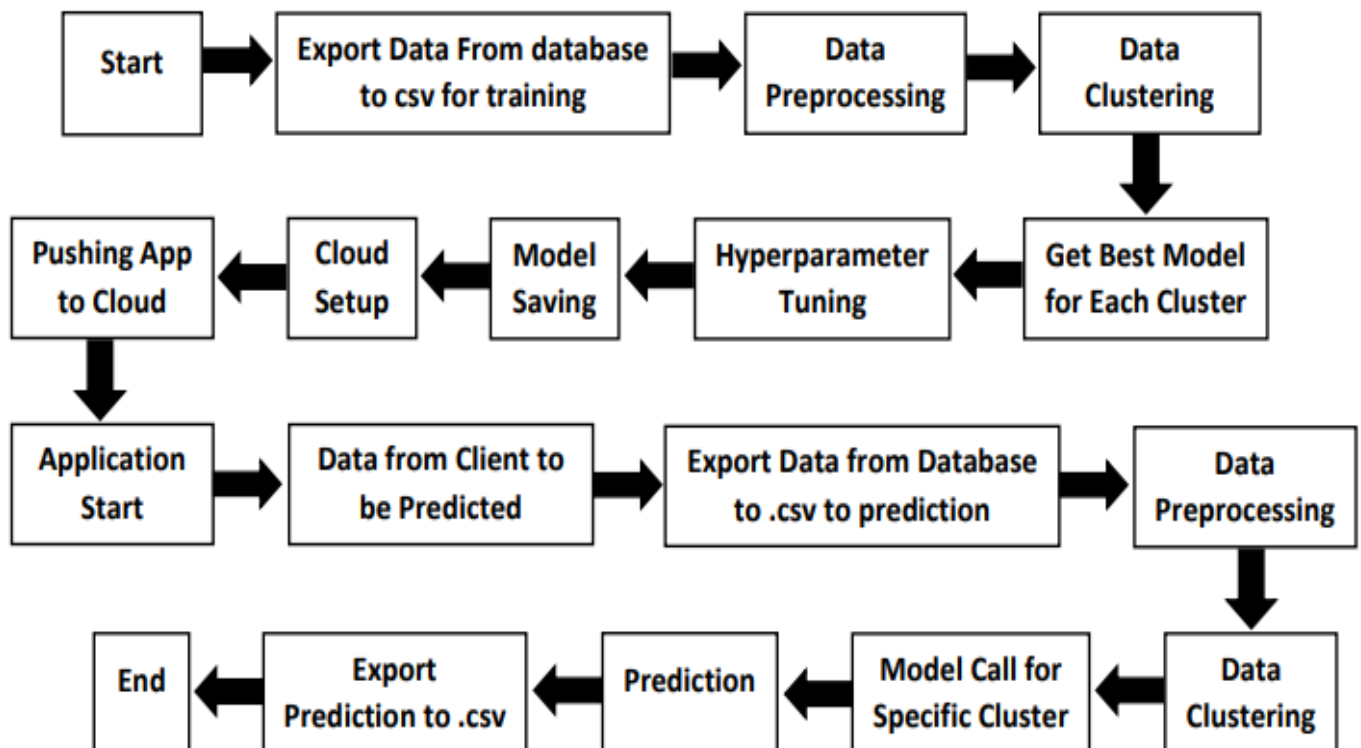 Start
Export Data From database
to csv for training
Data
Preprocessing
Data
Clustering
Get Best Model
for Each Cluster
Hyperparameter
Tuning
Model
Saving
Cloud
Setup
Pushing App
to Cloud
Application
Start
Data from Client to
be Predicted
Export Data from Database
to .csv to prediction
Data
Preprocessing
Data
Clustering
Model Call for
Specific Cluster
Prediction
Export
Prediction to .csv
End